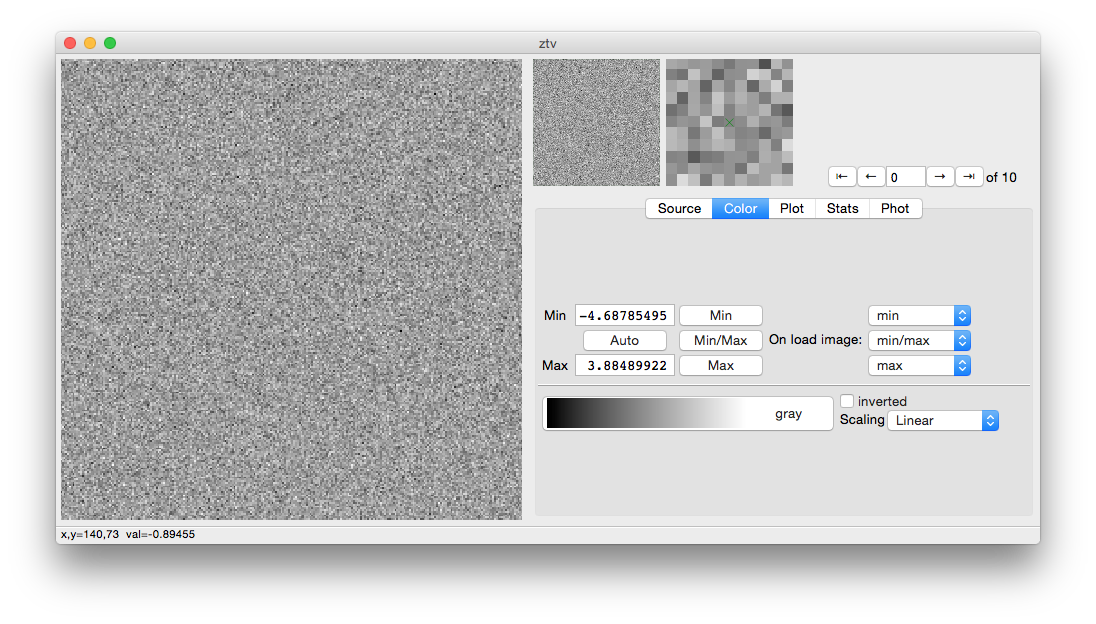 ztv
⇤ ← 0 → ⇥ of 10
Source Color Plot Stats Phot
Min -4.68785495 Min min
Auto Min/Max On load image: min/max
Max 3.88489922 Max max
gray
inverted
Scaling Linear
x,y=140,73 val=-0.89455